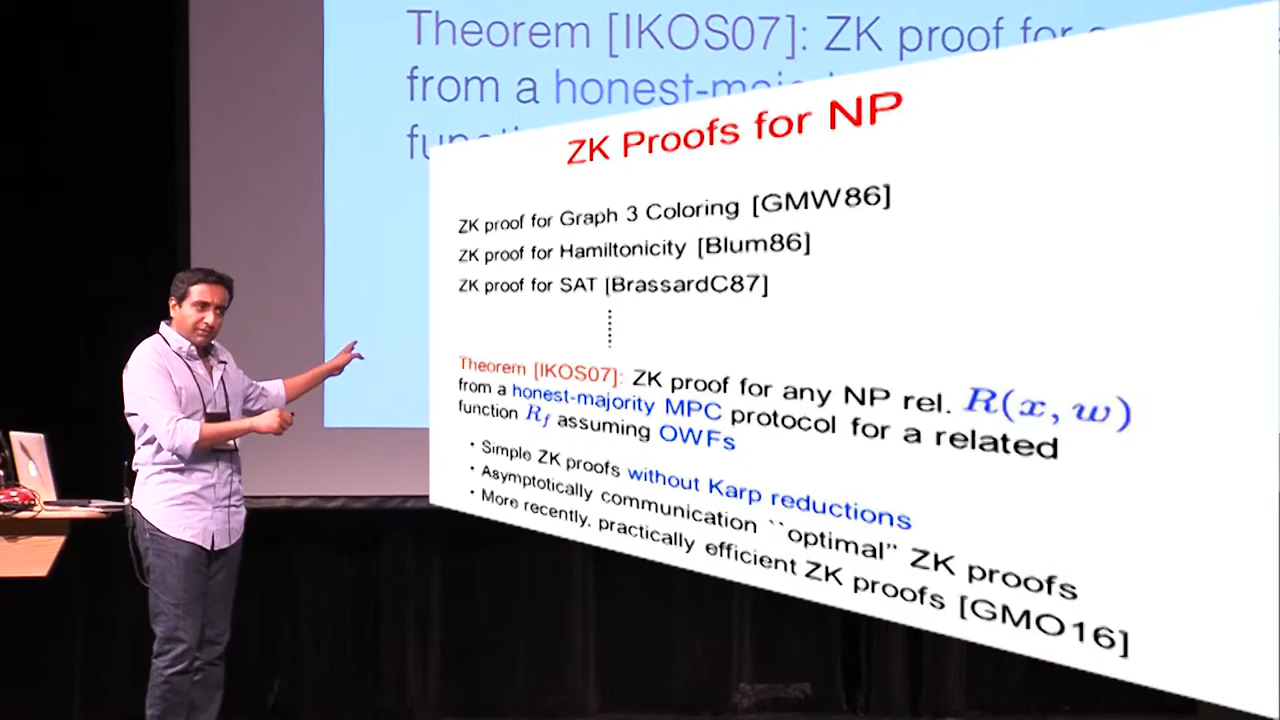 Theorem [IKOS07]: ZK proof for
from a honest-
ZK Proofs for NP
ZK proof for Graph 3 Coloring [GMW86]
ZK proof for Hamiltonicity [Blum86]
ZK proof for SAT [BrassardC87]
Theorem [IKOS07]: ZK proof for any NP rel. R(x, w)
from a honest-majority MPC protocol for a related
function R_f assuming OWFs
• Simple ZK proofs without Karp reductions
• Asymptotically communication ``optimal'' ZK proofs
• More recently, practically efficient ZK proofs [GMO16]